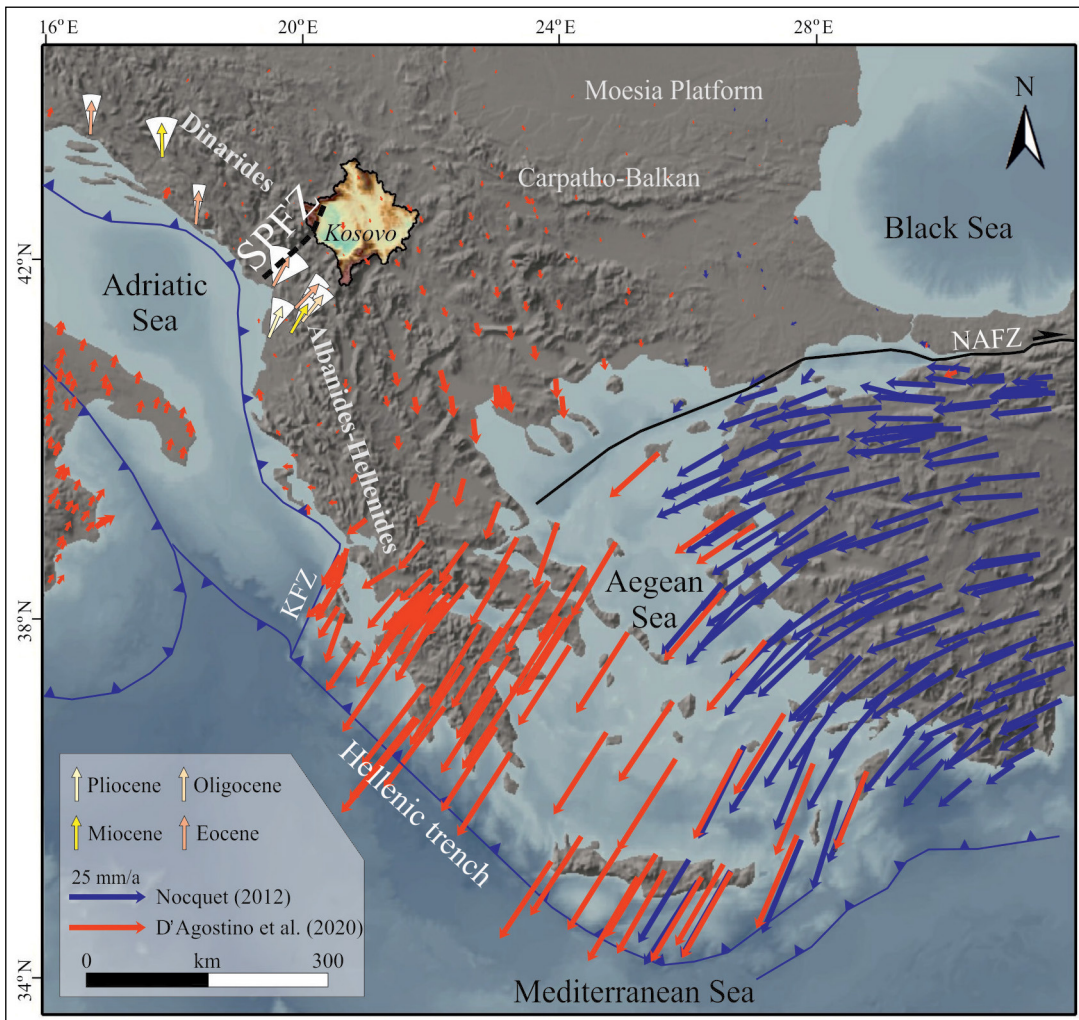 16°E
20°E
24°E
28°E
Moesia Platform
N
Dinarides
Carpatho-Balkan
SPFZ
Kosovo
Black Sea
42°N
Adriatic
Sea
NAFZ
Albanides-Hellenides
Aegean
Sea
KFZ
38°N
Hellenic trench
Pliocene
Oligocene
Miocene
Eocene
25 mm/a
Nocquet (2012)
D'Agostino et al. (2020)
0
km
300
34°N
Mediterranean Sea